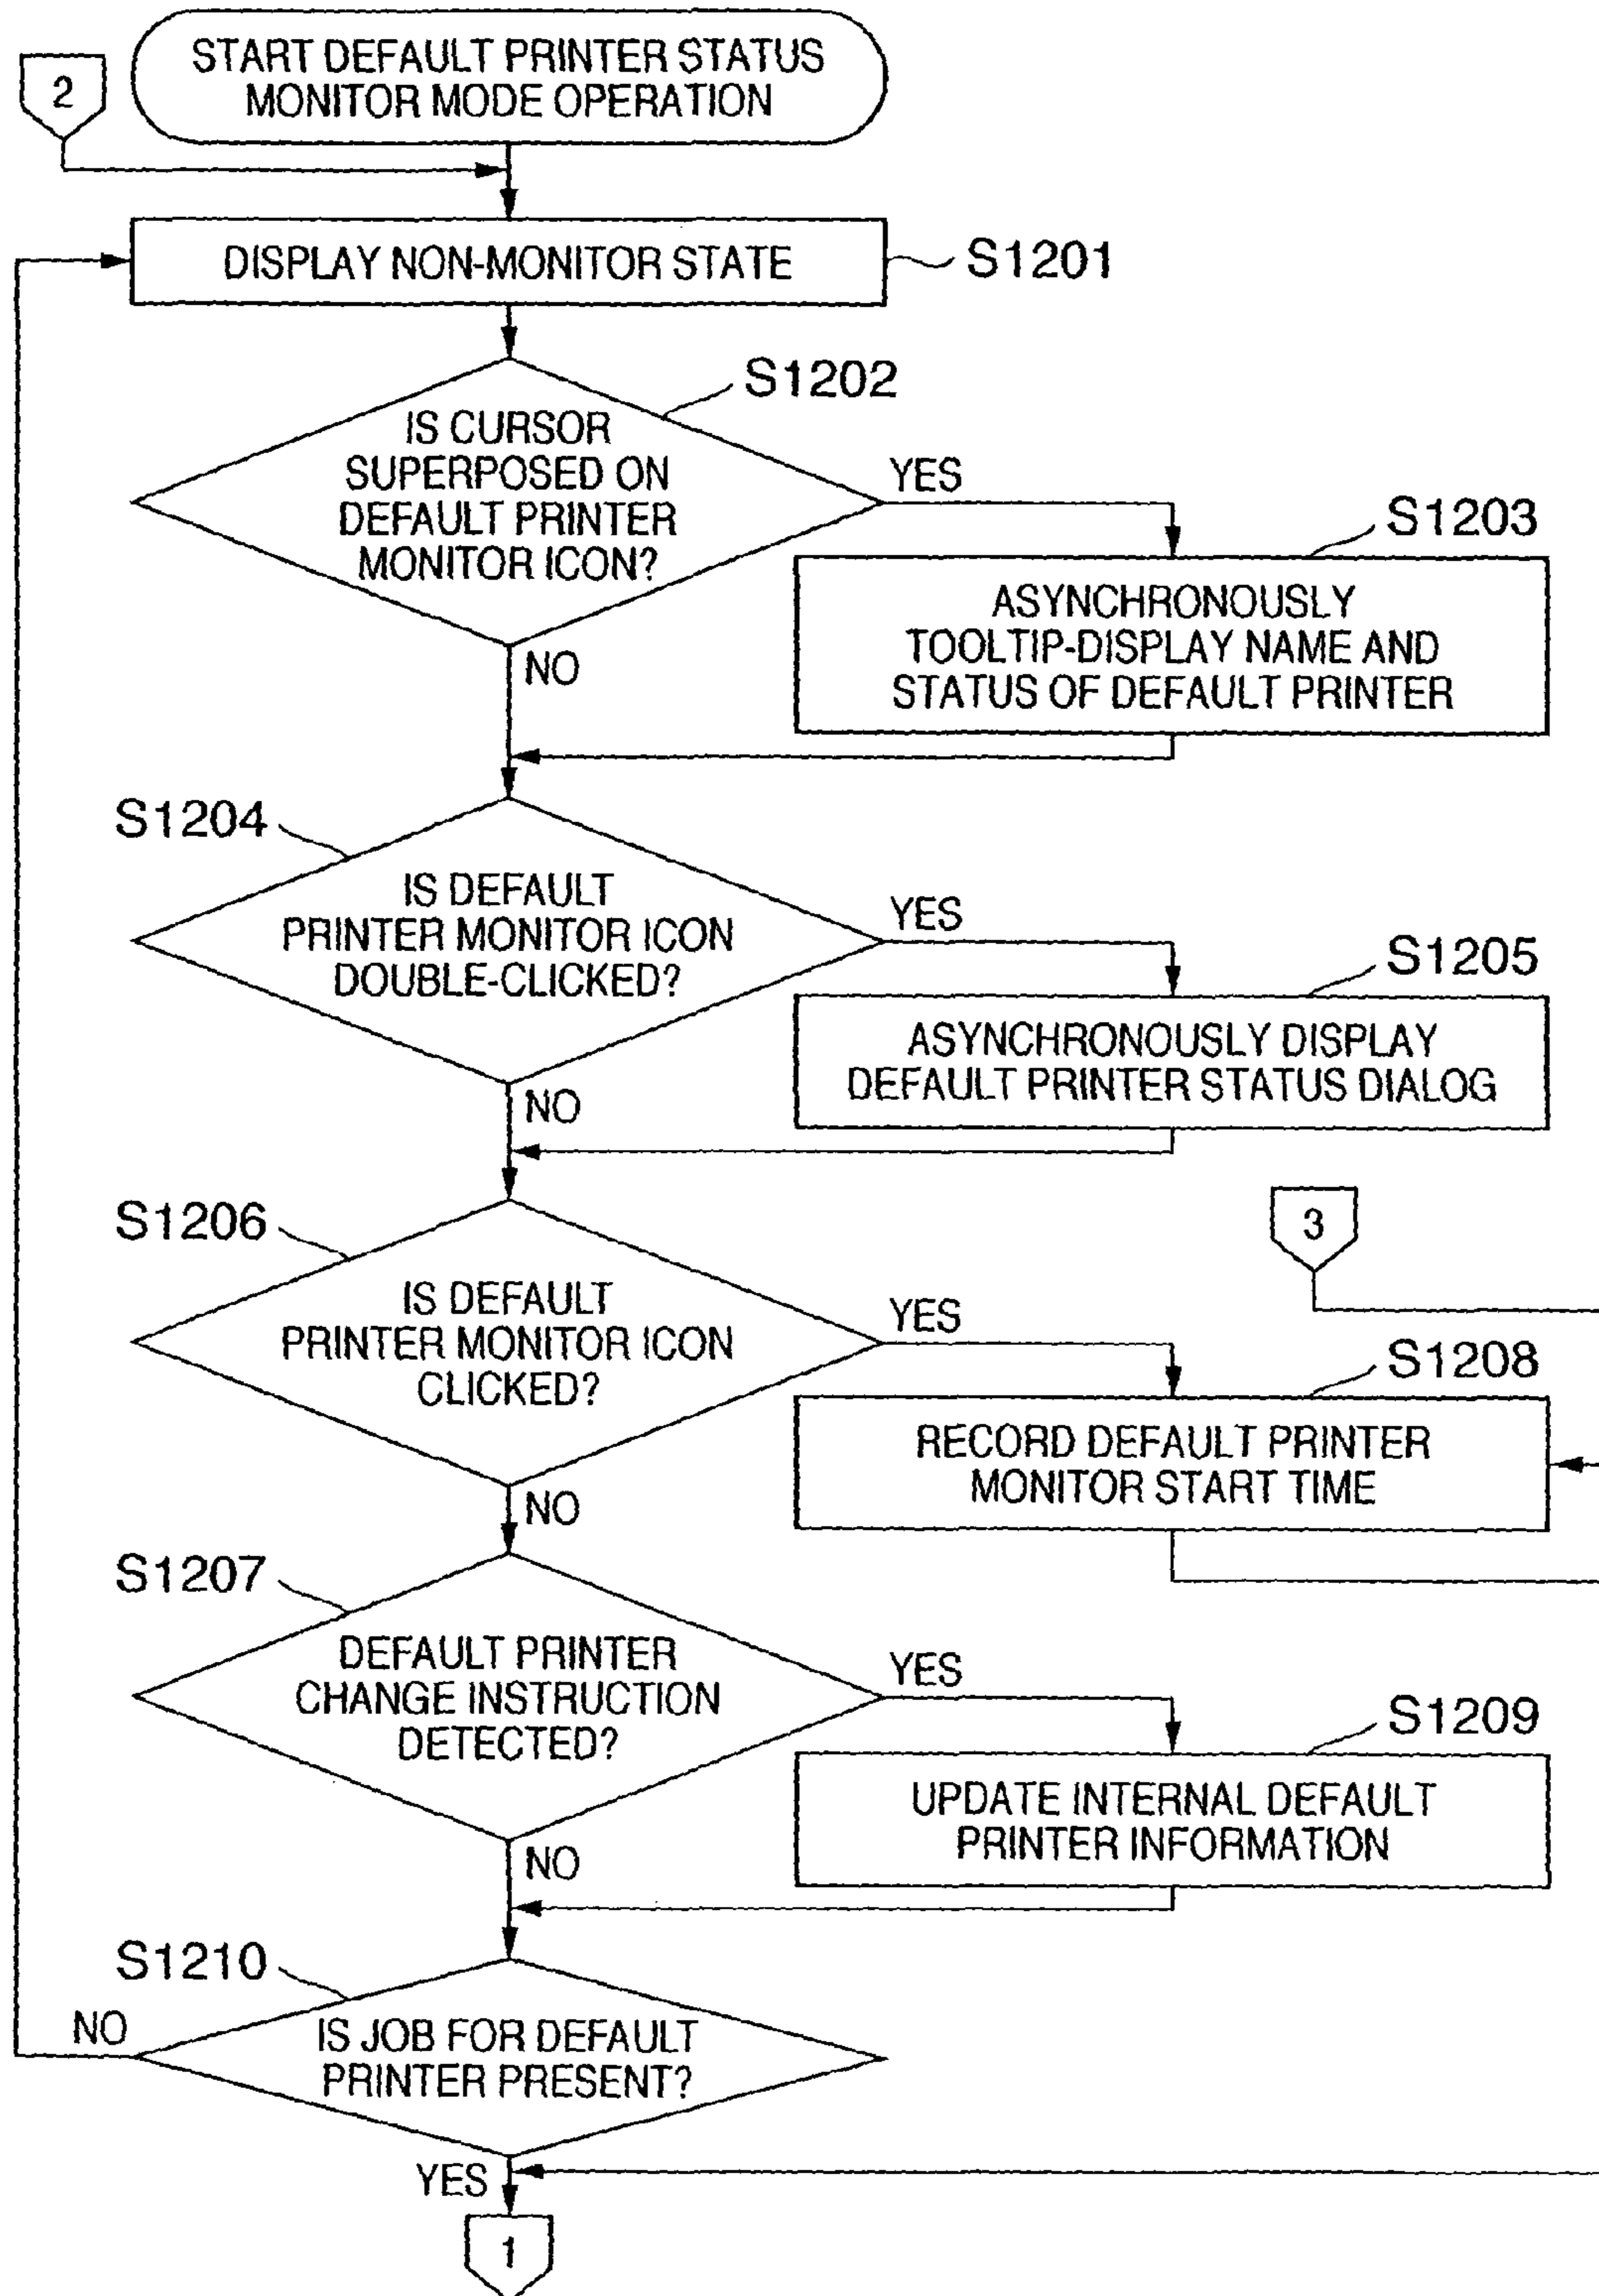 START DEFAULT PRINTER STATUS
MONITOR MODE OPERATION
2
DISPLAY NON-MONITOR STATE
S1201
S1202
IS CURSOR
SUPERPOSED ON
DEFAULT PRINTER
MONITOR ICON?
YES
NO
S1203
ASYNCHRONOUSLY
TOOLTIP-DISPLAY NAME AND
STATUS OF DEFAULT PRINTER
S1204
IS DEFAULT
PRINTER MONITOR ICON
DOUBLE-CLICKED?
YES
NO
S1205
ASYNCHRONOUSLY DISPLAY
DEFAULT PRINTER STATUS DIALOG
3
S1206
IS DEFAULT
PRINTER MONITOR ICON
CLICKED?
YES
NO
S1208
RECORD DEFAULT PRINTER
MONITOR START TIME
S1207
DEFAULT PRINTER
CHANGE INSTRUCTION
DETECTED?
YES
NO
S1209
UPDATE INTERNAL DEFAULT
PRINTER INFORMATION
S1210
IS JOB FOR DEFAULT
PRINTER PRESENT?
NO
YES
1